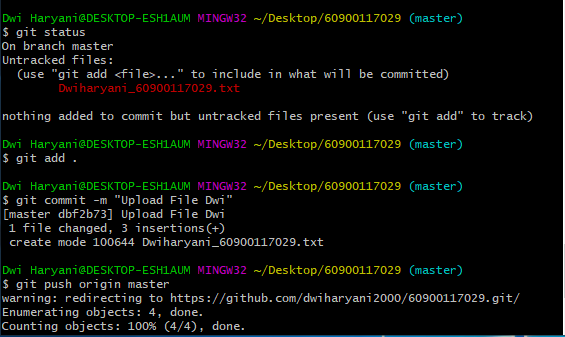 Dwi Haryani@DESKTOP-ESH1AUM MINGW32 ~/Desktop/60900117029 (master)
$ git status
On branch master
Untracked files:
  (use "git add <file>..." to include in what will be committed)
        Dwiharyani_60900117029.txt
nothing added to commit but untracked files present (use "git add" to track)
Dwi Haryani@DESKTOP-ESH1AUM MINGW32 ~/Desktop/60900117029 (master)
$ git add .
Dwi Haryani@DESKTOP-ESH1AUM MINGW32 ~/Desktop/60900117029 (master)
$ git commit -m "Upload File Dwi"
[master dbf2b73] Upload File Dwi
 1 file changed, 3 insertions(+)
 create mode 100644 Dwiharyani_60900117029.txt
Dwi Haryani@DESKTOP-ESH1AUM MINGW32 ~/Desktop/60900117029 (master)
$ git push origin master
warning: redirecting to https://github.com/dwiharyani2000/60900117029.git/
Enumerating objects: 4, done.
Counting objects: 100% (4/4), done.